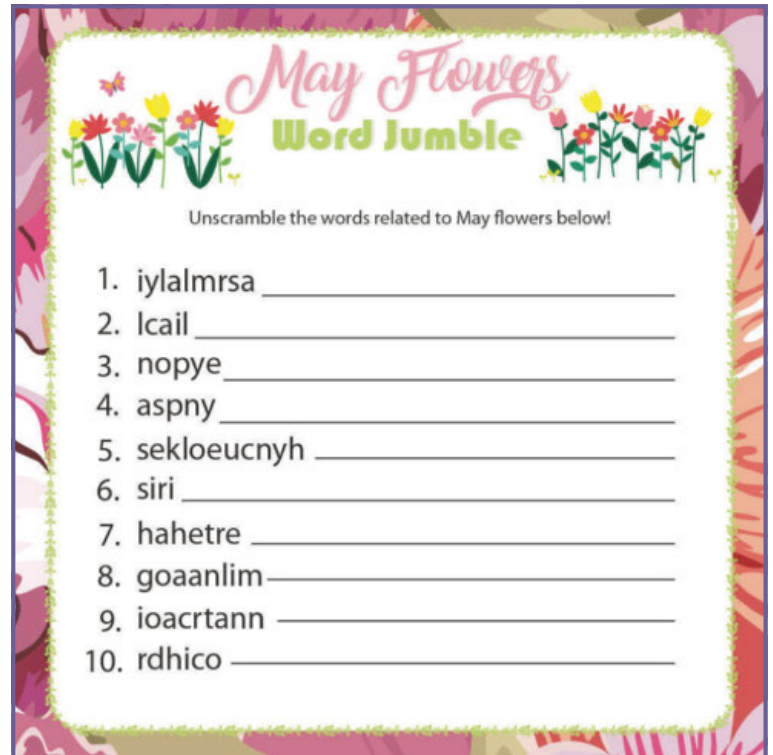 May Flowers
Word Jumble
Unscramble the words related to May flowers below!
1. iylalmrsa
2. lcail
3. nopye
4. aspny
5. sekloeucnyh
6. siri
7. hahetre
8. goaanlim
9. ioacrtann
10. rdhico